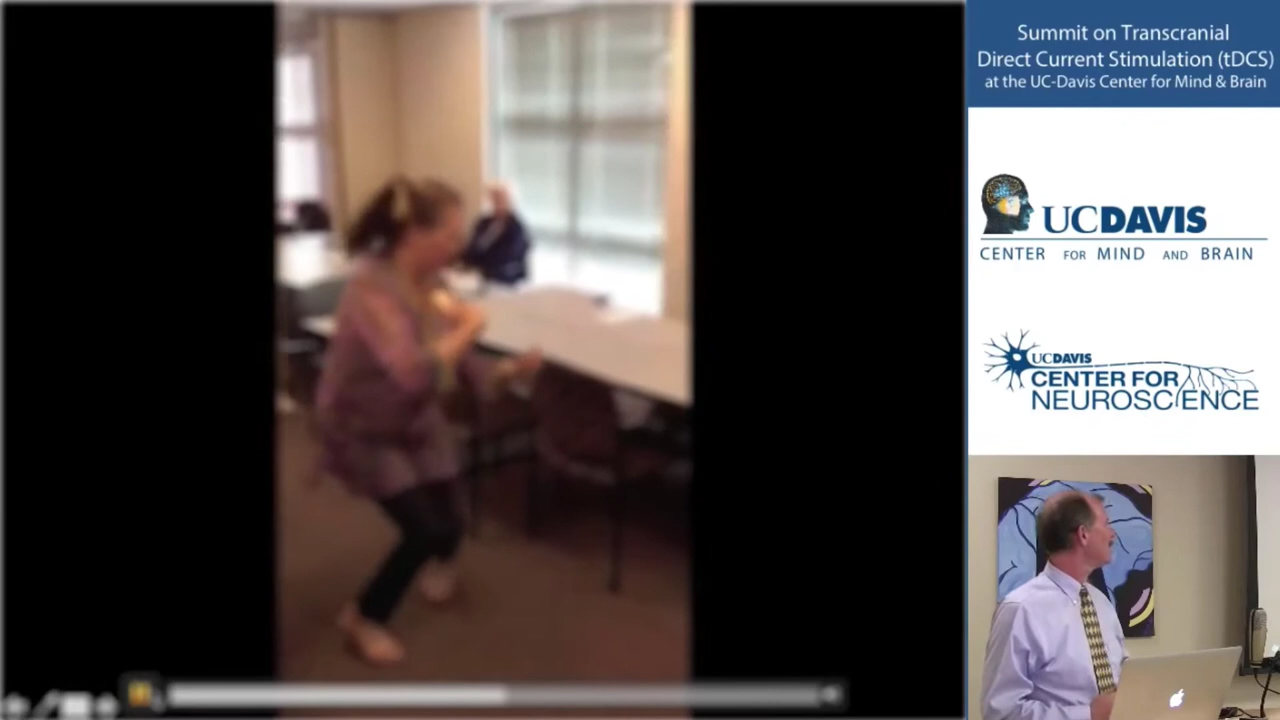 Summit on Transcranial
Direct Current Stimulation (tDCS)
at the UC-Davis Center for Mind & Brain
UCDAVIS
CENTER FOR MIND AND BRAIN
UCDAVIS
CENTER FOR
NEUROSCIENCE